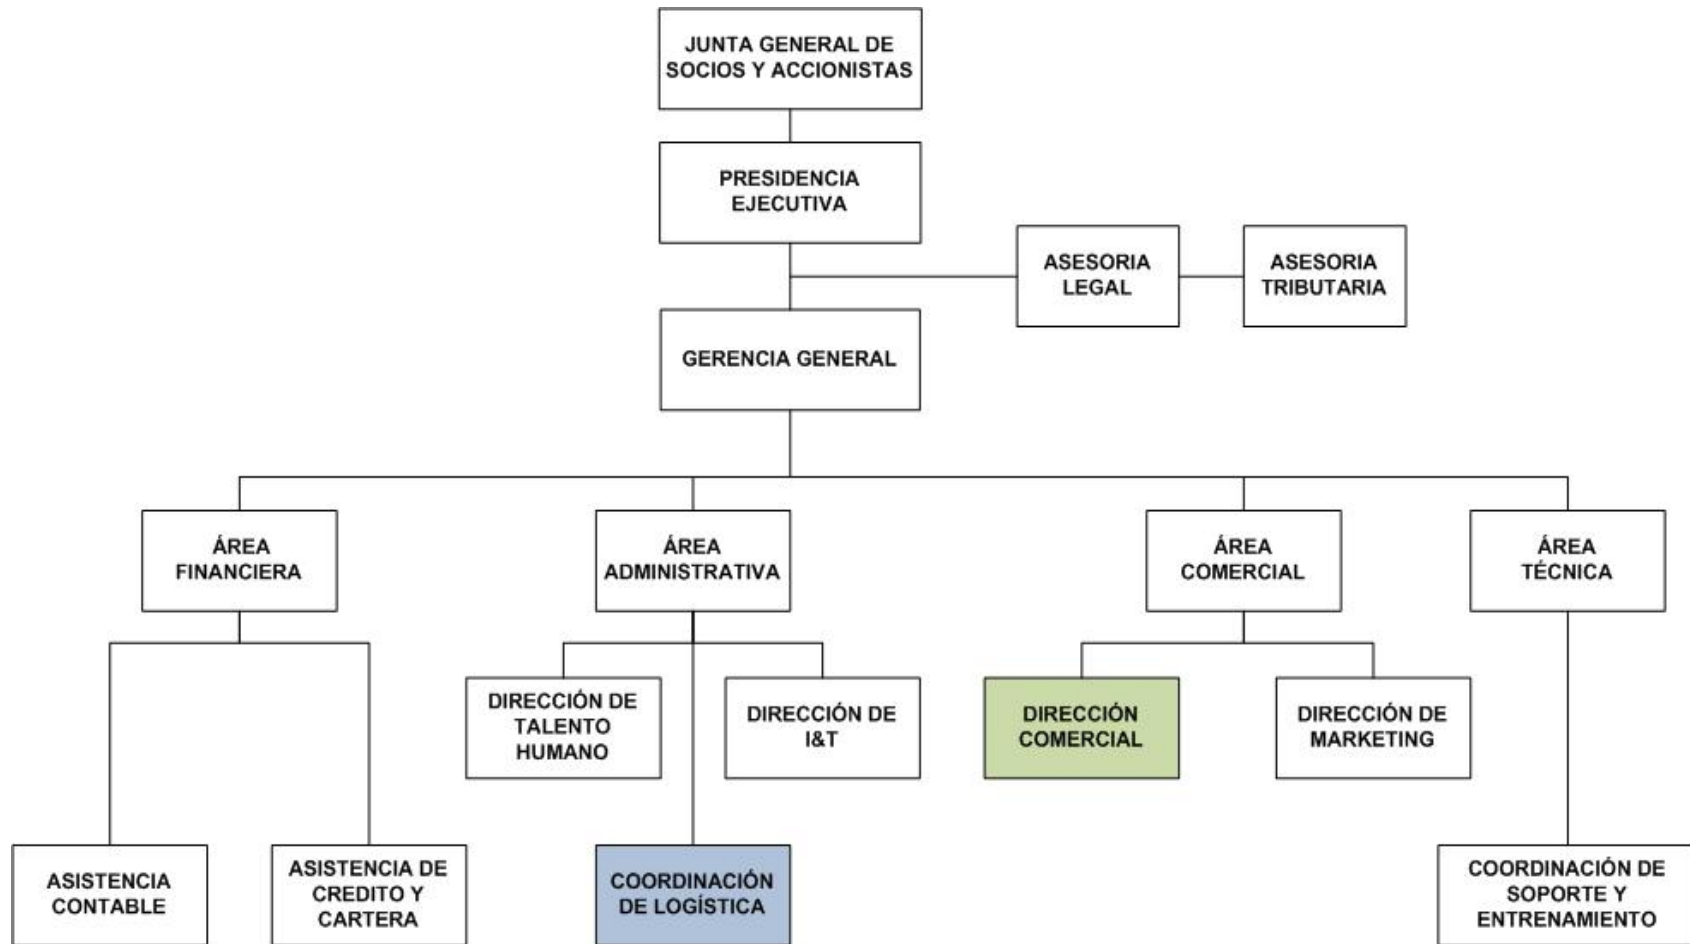 JUNTA GENERAL DE
SOCIOS Y ACCIONISTAS
PRESIDENCIA
EJECUTIVA
ASESORIA
LEGAL
ASESORIA
TRIBUTARIA
GERENCIA GENERAL
ÁREA
FINANCIERA
ÁREA
ADMINISTRATIVA
ÁREA
COMERCIAL
ÁREA
TÉCNICA
DIRECCIÓN DE
TALENTO
HUMANO
DIRECCIÓN DE
I&T
DIRECCIÓN
COMERCIAL
DIRECCIÓN DE
MARKETING
ASISTENCIA
CONTABLE
ASISTENCIA DE
CREDITO Y
CARTERA
COORDINACIÓN
DE LOGÍSTICA
COORDINACIÓN DE
SOPORTE Y
ENTRENAMIENTO